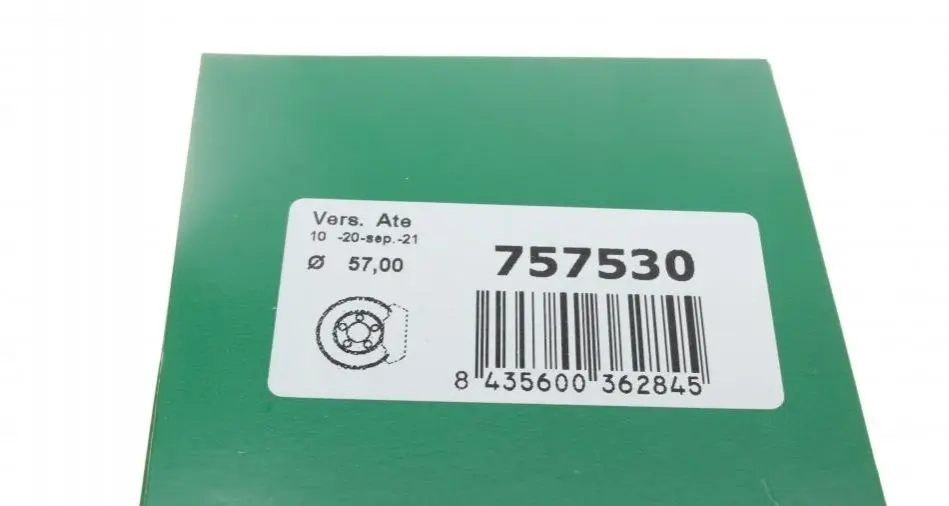 Vers. Ate
10 -20-sep.-21
Ø 57,00
757530
8 435600 362845